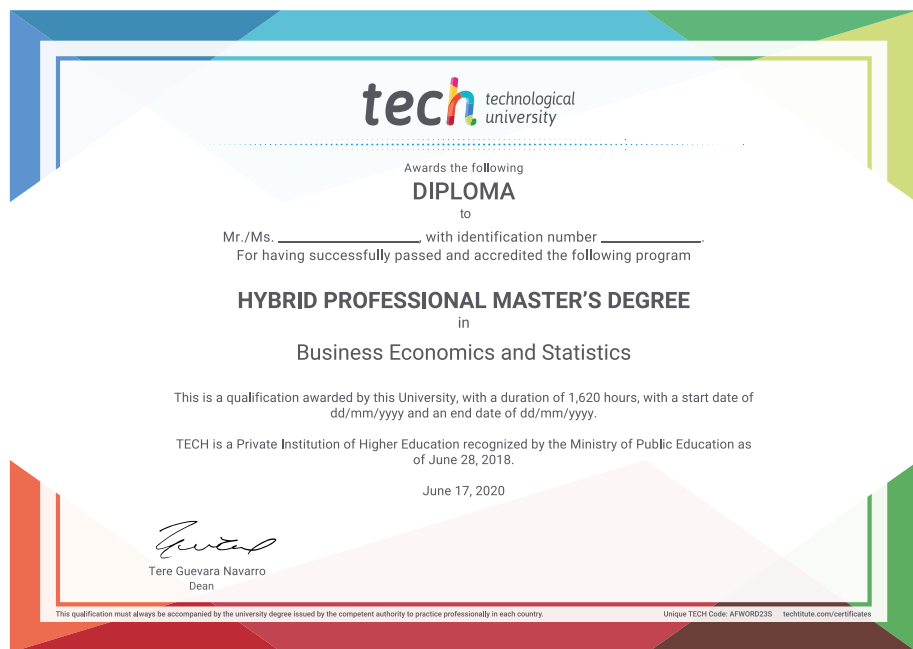 tech technological
university
Awards the following
DIPLOMA
to
Mr./Ms. ____________________, with identification number ______________.
For having successfully passed and accredited the following program
HYBRID PROFESSIONAL MASTER’S DEGREE
in
Business Economics and Statistics
This is a qualification awarded by this University, with a duration of 1,620 hours, with a start date of
dd/mm/yyyy and an end date of dd/mm/yyyy.
TECH is a Private Institution of Higher Education recognized by the Ministry of Public Education as
of June 28, 2018.
June 17, 2020
Tere Guevara Navarro
Dean
This qualification must always be accompanied by the university degree issued by the competent authority to practice professionally in each country.
Unique TECH Code: AFWORD23S techtitute.com/certificates